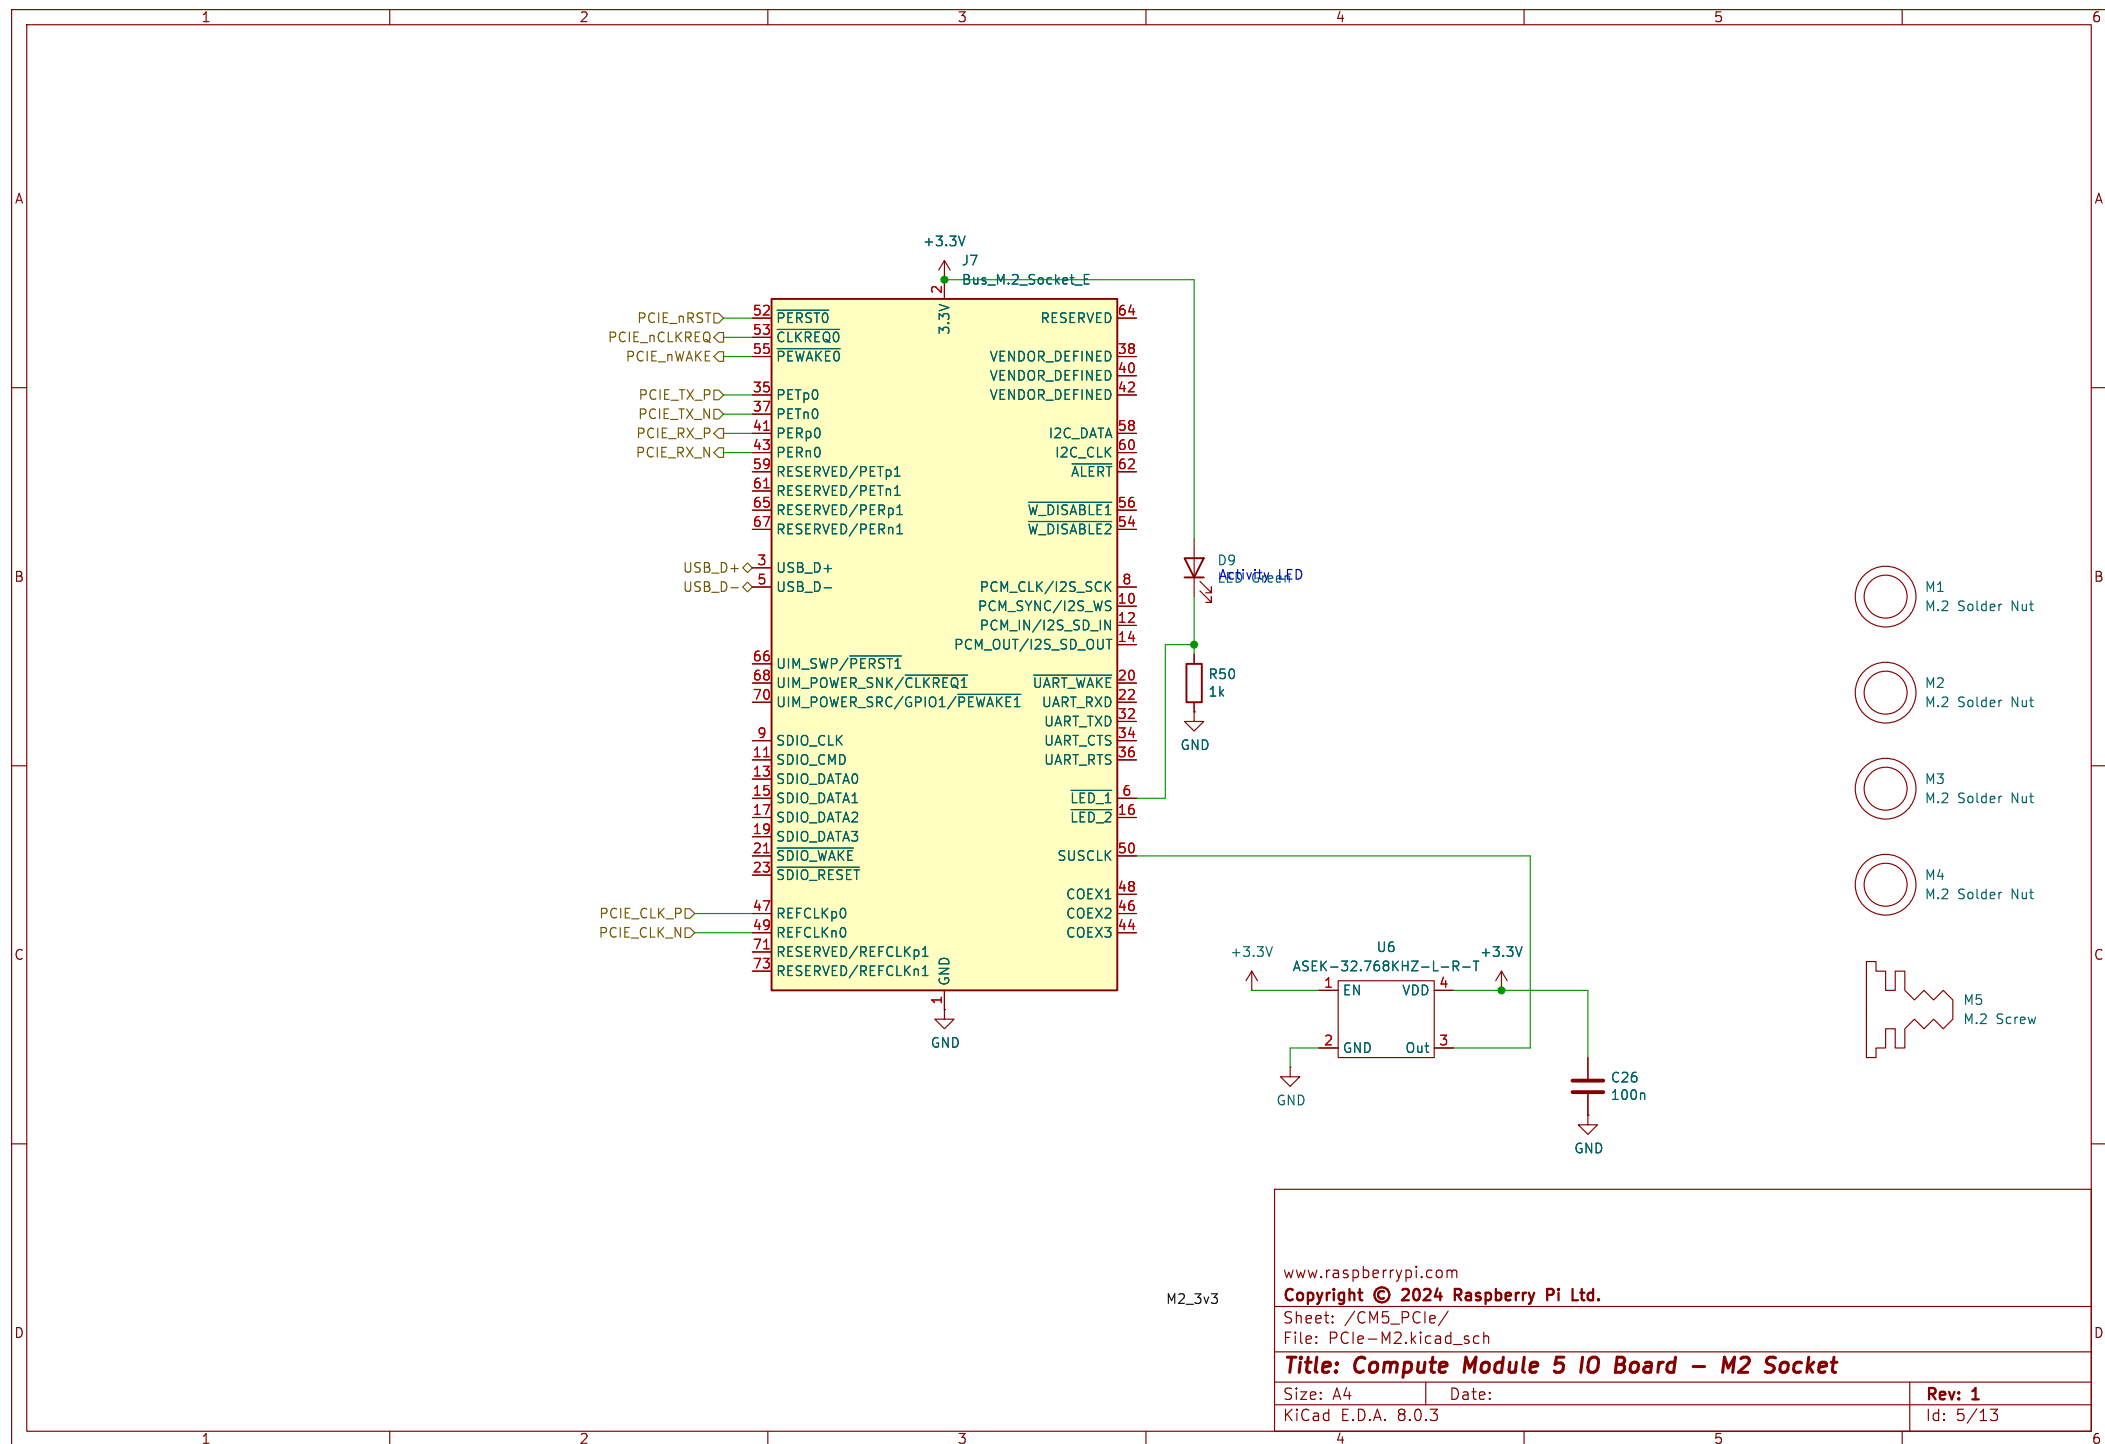 1 2 3 4 5 6
A A
B B
C C
D D
+3.3V
J7
Bus_M.2_Socket_E
2
3.3V
PCIE_nRST 52 PERST0
PCIE_nCLKREQ 53 CLKREQ0
PCIE_nWAKE 55 PEWAKE0
PCIE_TX_P 35 PETp0
PCIE_TX_N 37 PETn0
PCIE_RX_P 41 PERp0
PCIE_RX_N 43 PERn0
59 RESERVED/PETp1
61 RESERVED/PETn1
65 RESERVED/PERp1
67 RESERVED/PERn1
USB_D+ 3 USB_D+
USB_D- 5 USB_D-
66 UIM_SWP/PERST1
68 UIM_POWER_SNK/CLKREQ1
70 UIM_POWER_SRC/GPIO1/PEWAKE1
9 SDIO_CLK
11 SDIO_CMD
13 SDIO_DATA0
15 SDIO_DATA1
17 SDIO_DATA2
19 SDIO_DATA3
21 SDIO_WAKE
23 SDIO_RESET
PCIE_CLK_P 47 REFCLKp0
PCIE_CLK_N 49 REFCLKn0
71 RESERVED/REFCLKp1
73 RESERVED/REFCLKn1
RESERVED 64
VENDOR_DEFINED 38
VENDOR_DEFINED 40
VENDOR_DEFINED 42
I2C_DATA 58
I2C_CLK 60
ALERT 62
W_DISABLE1 56
W_DISABLE2 54
PCM_CLK/I2S_SCK 8
PCM_SYNC/I2S_WS 10
PCM_IN/I2S_SD_IN 12
PCM_OUT/I2S_SD_OUT 14
UART_WAKE 20
UART_RXD 22
UART_TXD 32
UART_CTS 34
UART_RTS 36
LED_1 6
LED_2 16
SUSCLK 50
COEX1 48
COEX2 46
COEX3 44
GND
1
GND
D9
LED Green
Activity LED
R50
1k
GND
+3.3V
U6
ASEK-32.768KHZ-L-R-T
+3.3V
1 EN VDD 4
2 GND Out 3
GND
C26
100n
GND
M1
M.2 Solder Nut
M2
M.2 Solder Nut
M3
M.2 Solder Nut
M4
M.2 Solder Nut
M5
M.2 Screw
M2_3v3
www.raspberrypi.com
Copyright © 2024 Raspberry Pi Ltd.
Sheet: /CM5_PCIe/
File: PCIe-M2.kicad_sch
Title: Compute Module 5 IO Board - M2 Socket
Size: A4 Date: Rev: 1
KiCad E.D.A. 8.0.3 Id: 5/13
1 2 3 4 5 6